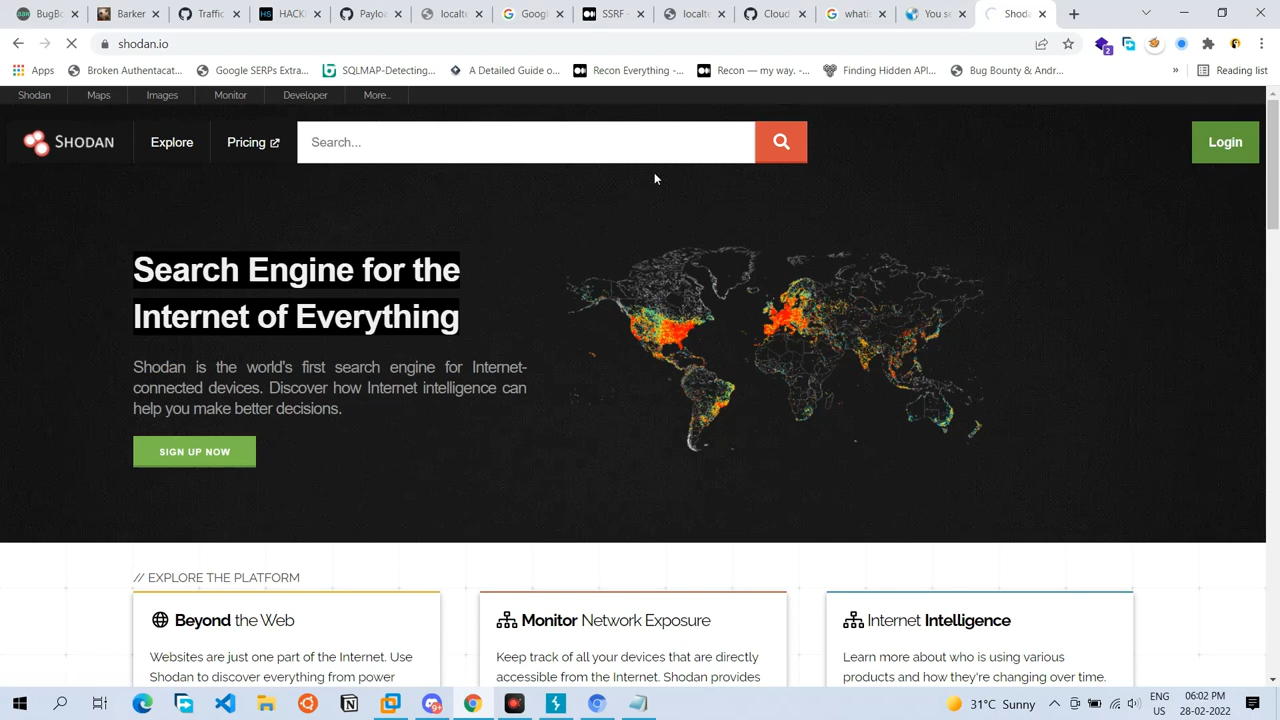 BugBo
Barker
Traffic
HACK
Payloa
localte
Google
SSRF -
localte
Cloud
whatis
You se
Shoda
shodan.io
2
Apps
Broken Authenticat...
Google SERPs Extra...
SQLMAP-Detecting...
A Detailed Guide o...
Recon Everything -...
Recon — my way. -...
Finding Hidden API...
Bug Bounty & Andr...
»
Reading list
Shodan
Maps
Images
Monitor
Developer
More...
SHODAN
Explore
Pricing
Search...
Login
Search Engine for the
Internet of Everything
Shodan is the world's first search engine for Internet-
connected devices. Discover how Internet intelligence can
help you make better decisions.
SIGN UP NOW
// EXPLORE THE PLATFORM
Beyond the Web
Monitor Network Exposure
Internet Intelligence
Websites are just one part of the Internet. Use
Shodan to discover everything from power
Keep track of all your devices that are directly
accessible from the Internet. Shodan provides
Learn more about who is using various
products and how they're changing over time.
9+
31°C Sunny
ENG
US
06:02 PM
28-02-2022